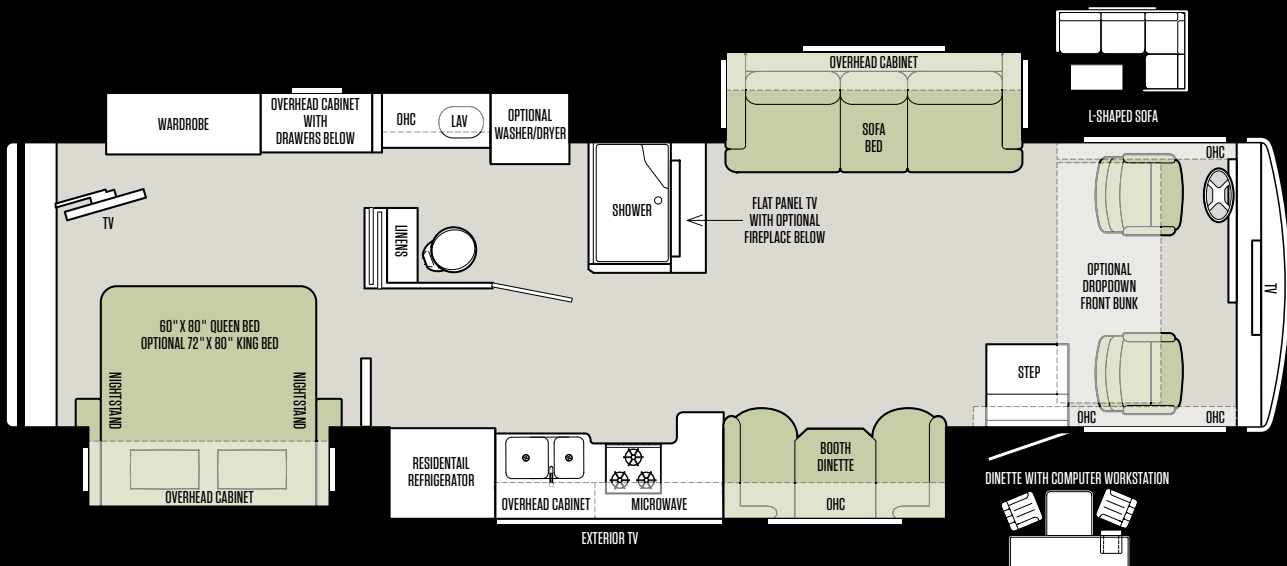 OVERHEAD CABINET
L-SHAPED SOFA
WARDROBE
OVERHEAD CABINET
WITH
DRAWERS BELOW
OHC
LAV
OPTIONAL
WASHER/DRYER
SOFA
BED
OHC
TV
LINENS
SHOWER
FLAT PANEL TV
WITH OPTIONAL
FIREPLACE BELOW
OPTIONAL
DROPDOWN
FRONT BUNK
TV
60" X 80" QUEEN BED
OPTIONAL 72" X 80" KING BED
NIGHTSTAND
NIGHTSTAND
STEP
OHC
OHC
OVERHEAD CABINET
RESIDENTAIL
REFRIGERATOR
OVERHEAD CABINET
MICROWAVE
BOOTH
DINETTE
OHC
EXTERIOR TV
DINETTE WITH COMPUTER WORKSTATION